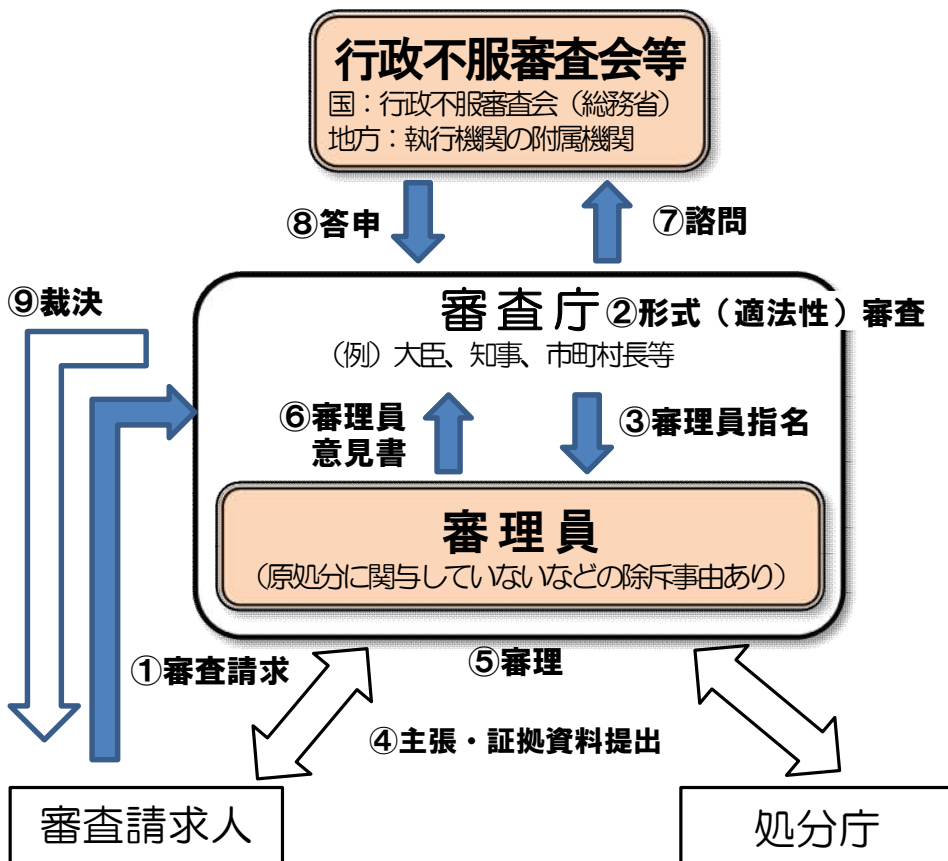 行政不服審査会等
国：行政不服審査会（総務省）
地方：執行機関の附属機関
⑧答申
⑦諮問
⑨裁決
審査庁
②形式（適法性）審査
（例）大臣、知事、市町村長等
⑥審理員
意見書
③審理員指名
審理員
（原処分に関与していないなどの除斥事由あり）
①審査請求
⑤審理
④主張・証拠資料提出
審査請求人
処分庁